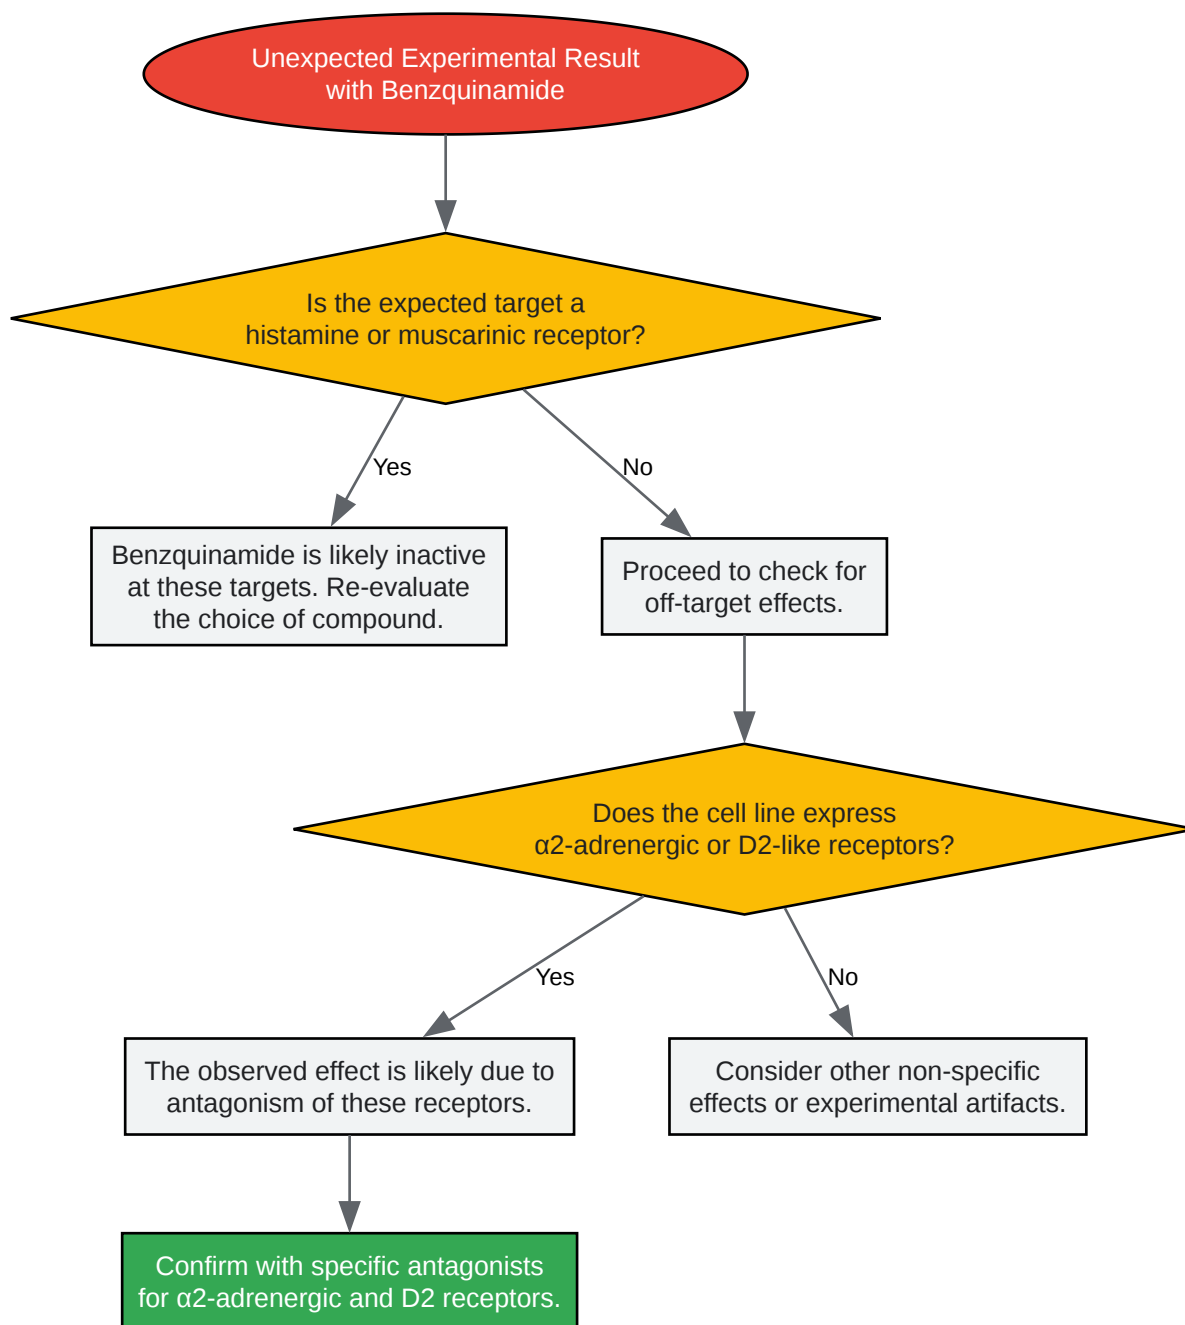 Unexpected Experimental Result
with Benzquinamide
Is the expected target a
histamine or muscarinic receptor?
Yes
No
Benzquinamide is likely inactive
at these targets. Re-evaluate
the choice of compound.
Proceed to check for
off-target effects.
Does the cell line express
α2-adrenergic or D2-like receptors?
Yes
No
The observed effect is likely due to
antagonism of these receptors.
Consider other non-specific
effects or experimental artifacts.
Confirm with specific antagonists
for α2-adrenergic and D2 receptors.